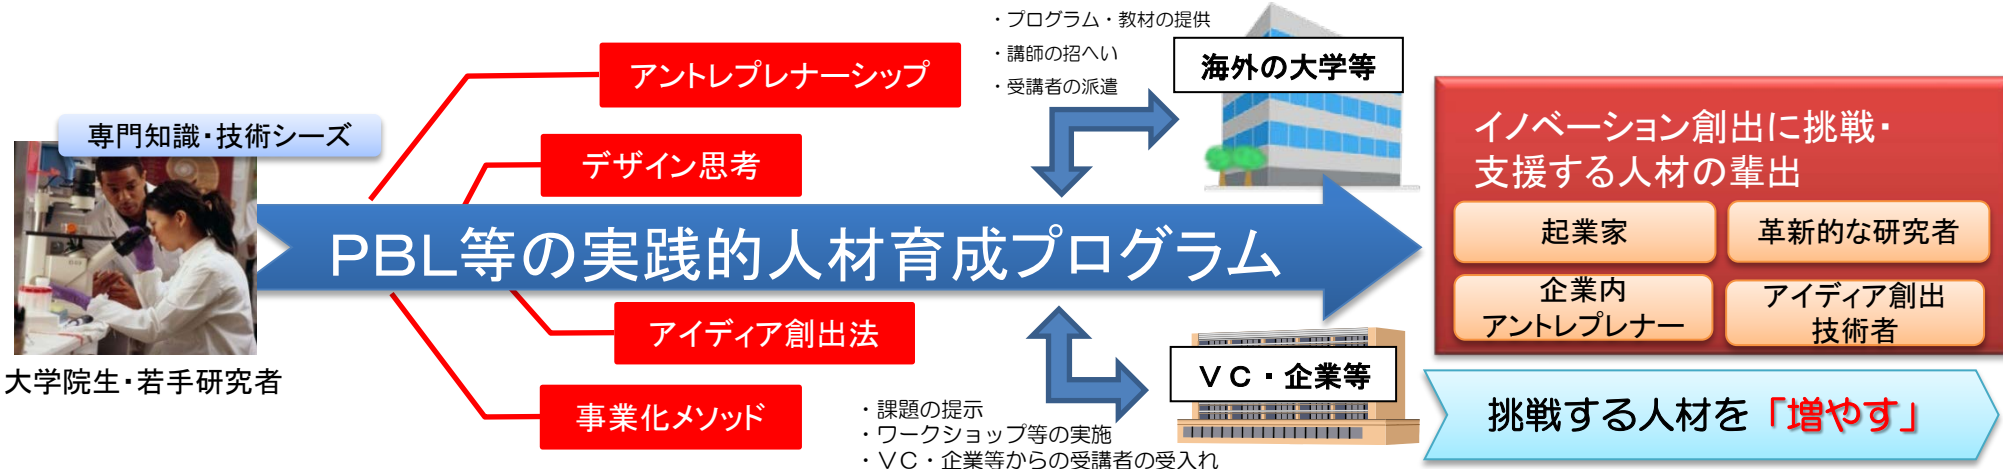 ・プログラム・教材の提供
・講師の招へい
・受講者の派遣
海外の大学等
アントレプレナーシップ
専門知識・技術シーズ
デザイン思考
PBL等の実践的人材育成プログラム
大学院生・若手研究者
アイディア創出法
事業化メソッド
VC・企業等
・課題の提示
・ワークショップ等の実施
・VC・企業等からの受講者の受入れ
イノベーション創出に挑戦・
支援する人材の輩出
起業家
革新的な研究者
企業内
アントレプレナー
アイディア創出
技術者
挑戦する人材を「増やす」